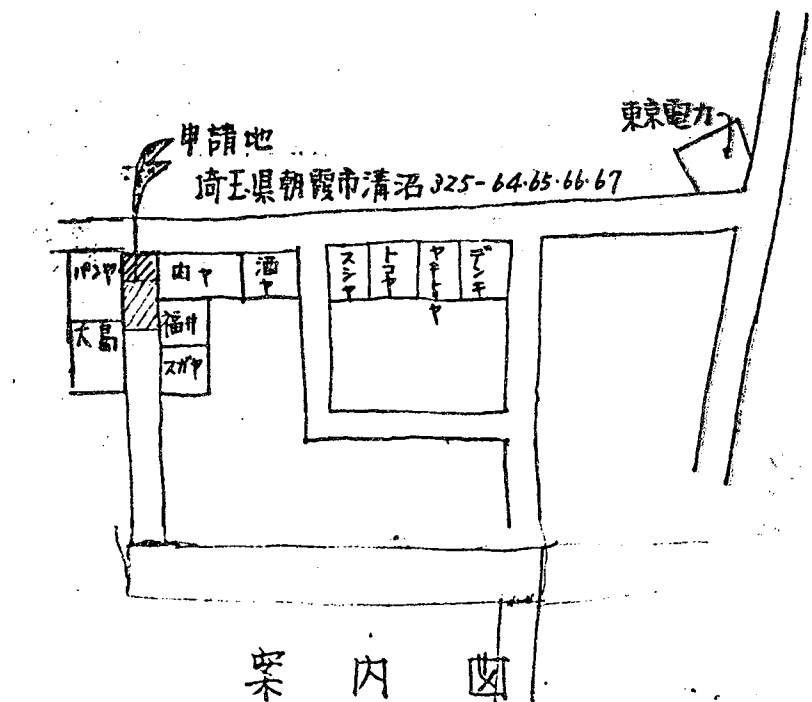 東京電力
申請地
埼玉県朝霞市溝沼325-64・65・66・67
パンヤ
肉ヤ
酒ヤ
スシヤ
トコヤ
ヤキトリヤ
デンキ
大島
福井
スガヤ
案内図